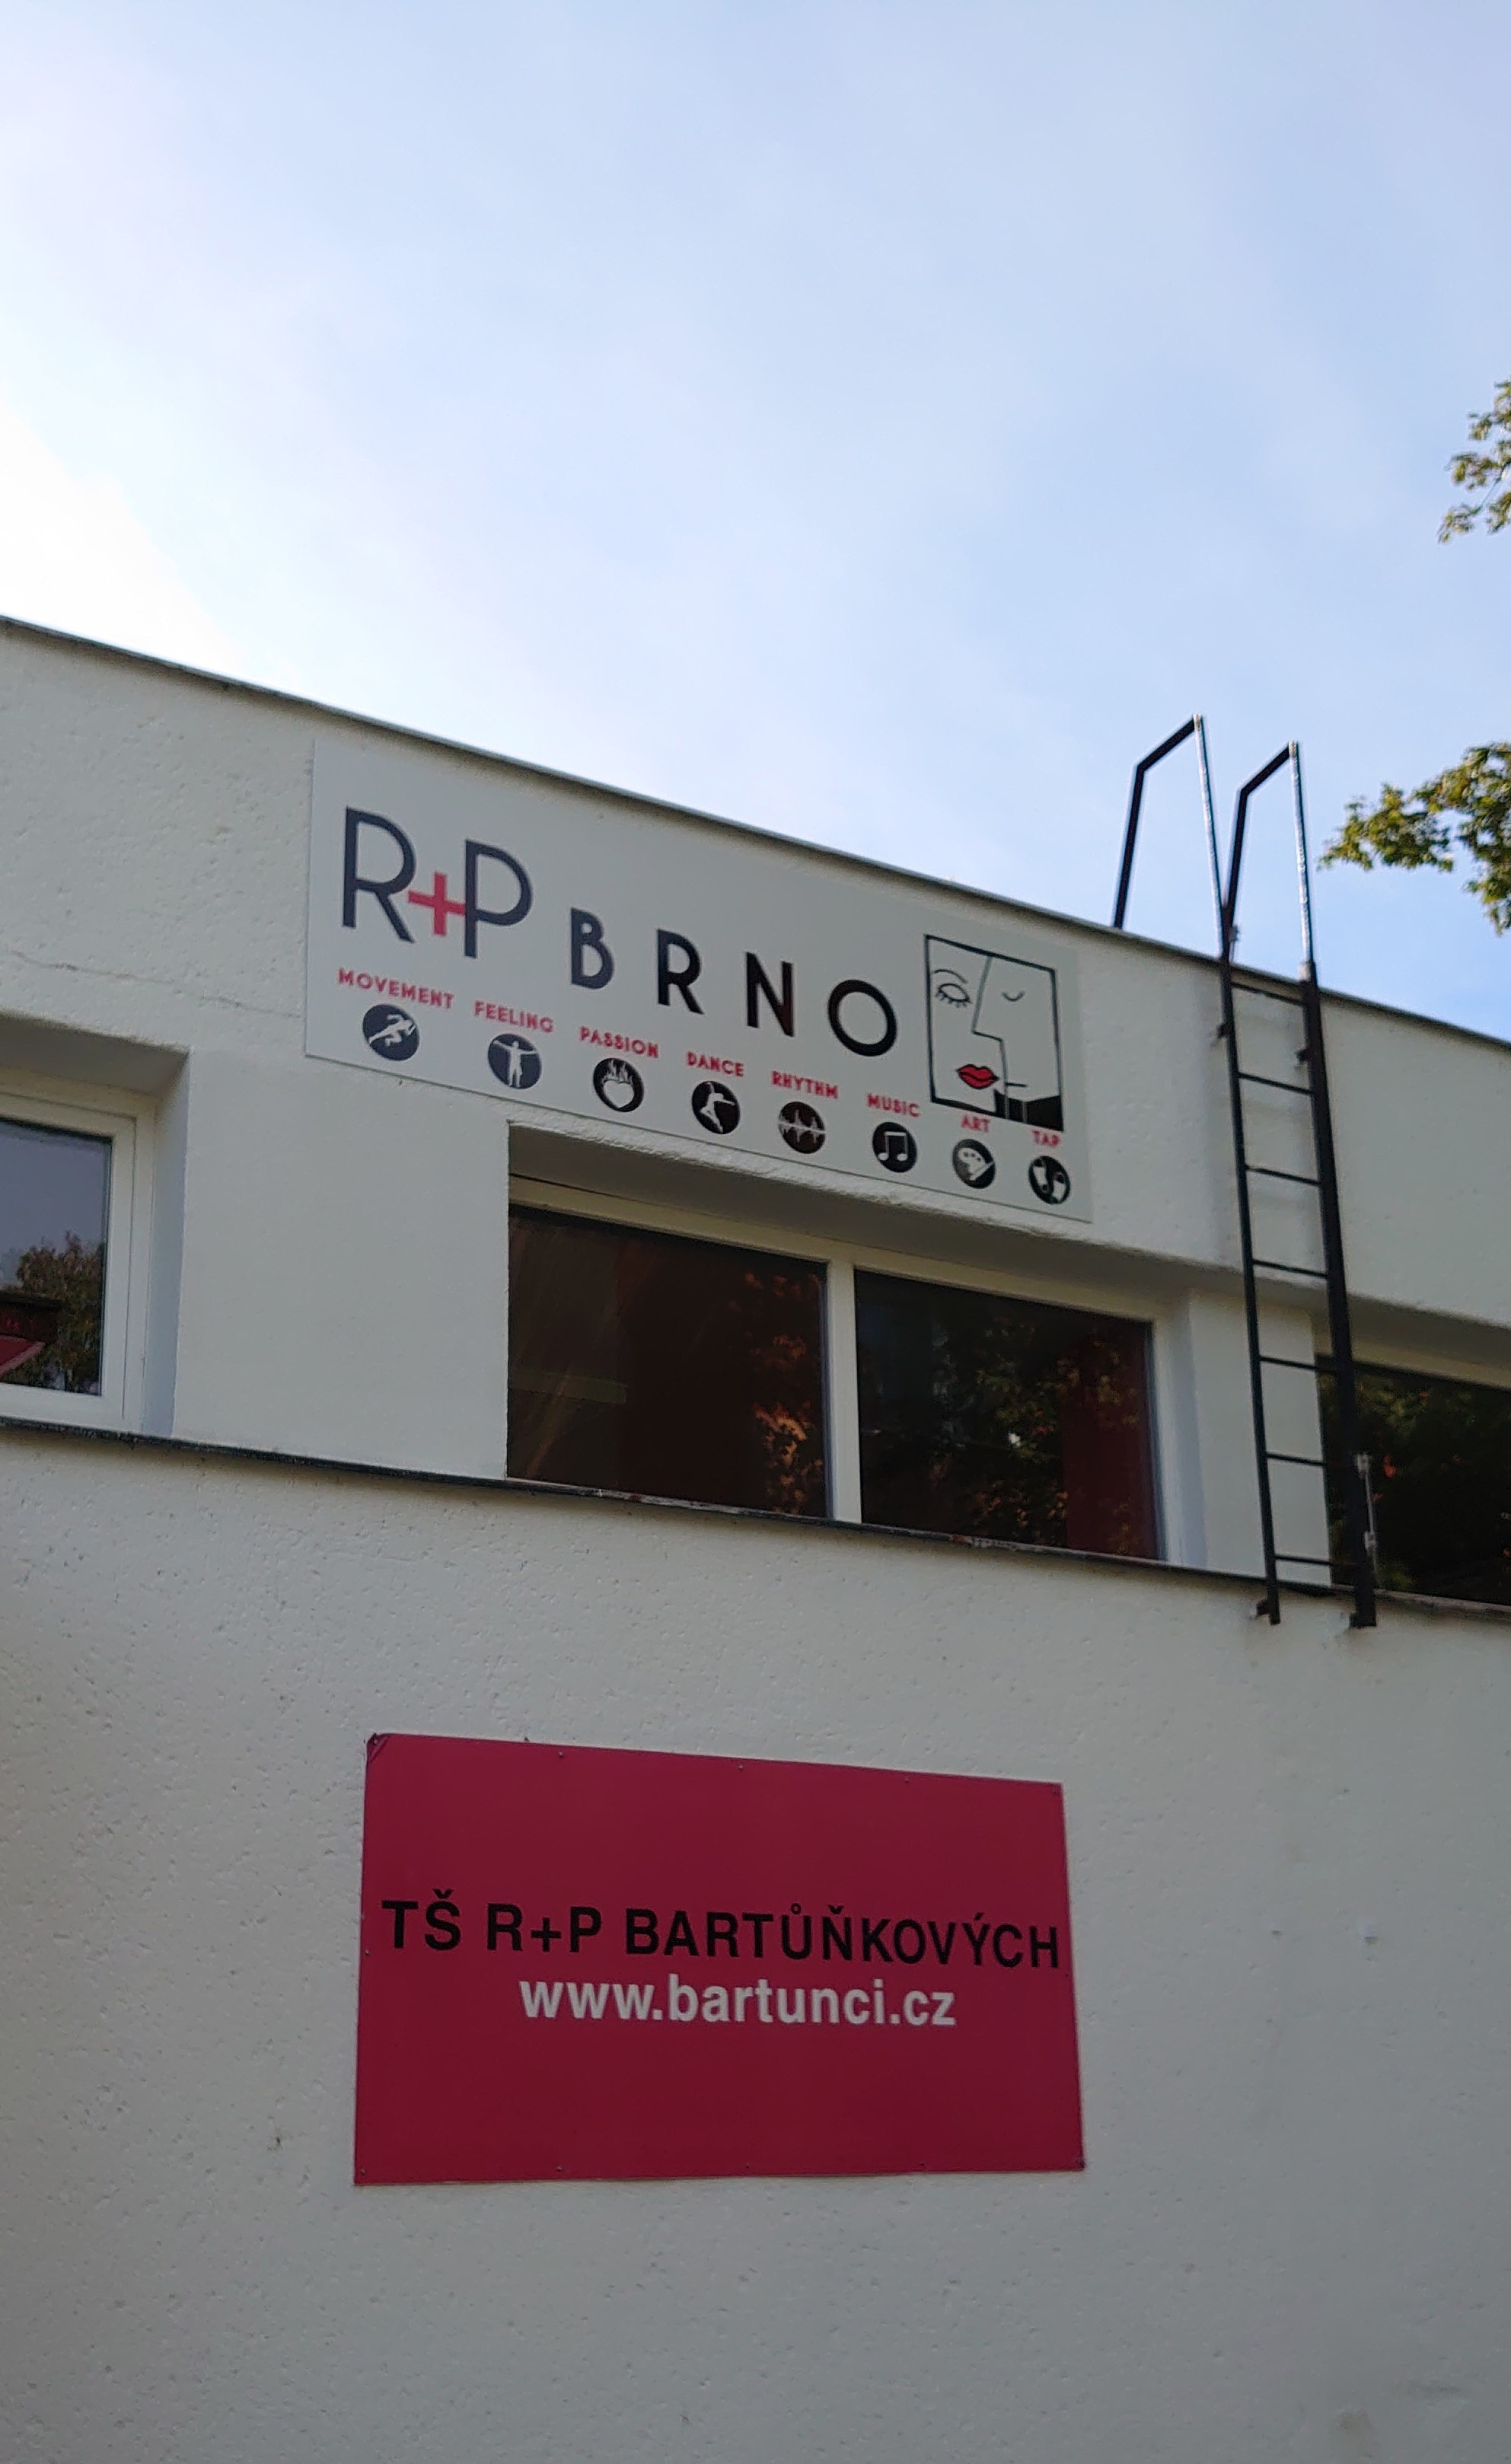 R+P BRNO
MOVEMENT FEELING PASSION DANCE RHYTHM MUSIC ART TAP
TŠ R+P BARTŮŇKOVÝCH
www.bartunci.cz